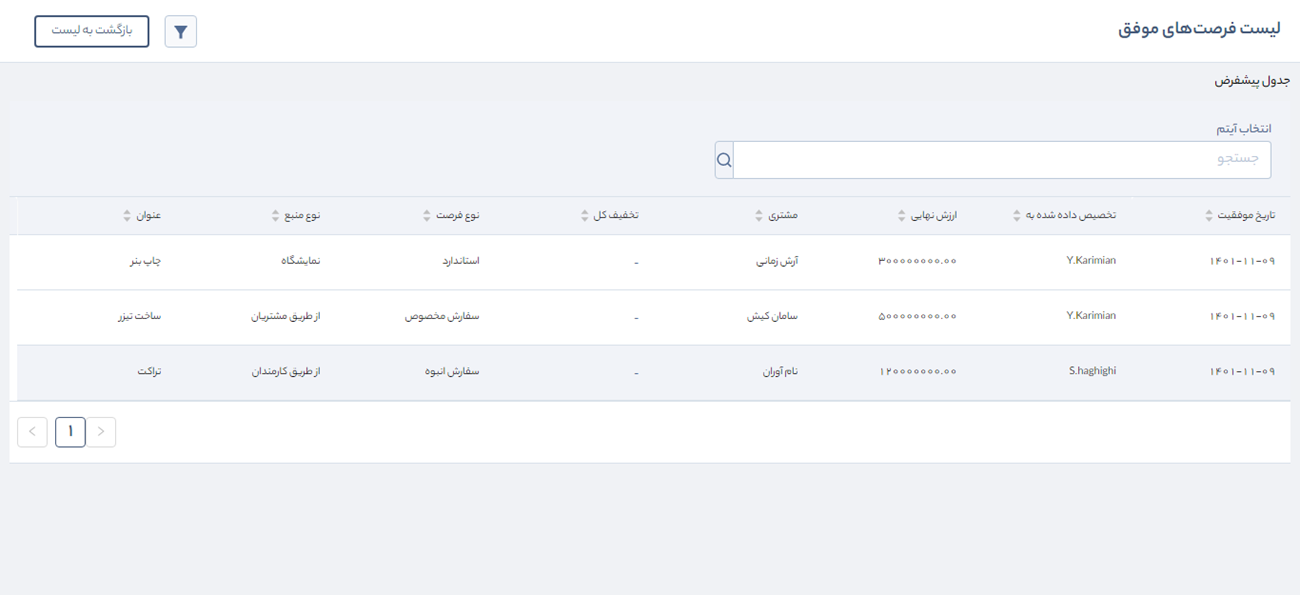 لیست فرصت‌های موفق
بازگشت به لیست
جدول پیشفرض
انتخاب آیتم
جستجو
تاریخ موفقیت تخصیص داده شده به ارزش نهایی مشتری تخفیف کل نوع فرصت نوع منبع عنوان
۱۴۰۱-۱۱-۰۹ Y.Karimian ۳۰۰۰۰۰۰۰۰.۰۰ آرش زمانی - استاندارد نمایشگاه چاپ بنر
۱۴۰۱-۱۱-۰۹ Y.Karimian ۵۰۰۰۰۰۰۰۰.۰۰ سامان کیش - سفارش مخصوص از طریق مشتریان ساخت تیزر
۱۴۰۱-۱۱-۰۹ S.haghighi ۱۲۰۰۰۰۰۰۰.۰۰ نام آوران - سفارش انبوه از طریق کارمندان تراکت
۱